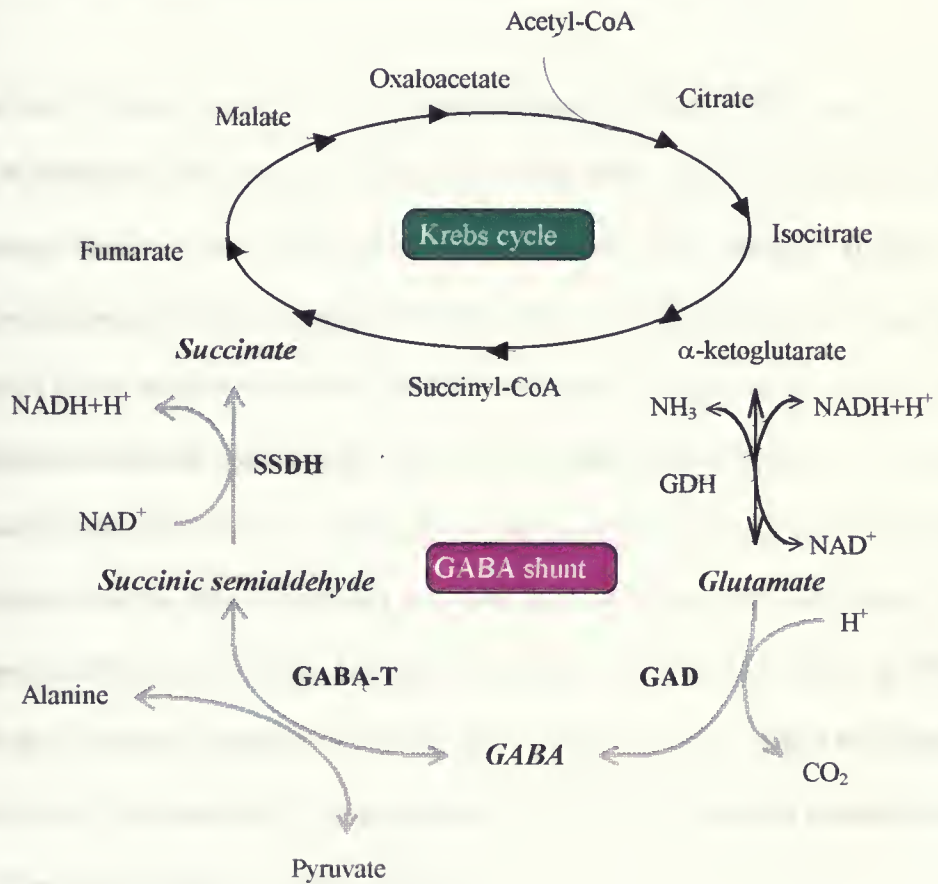 Acetyl-CoA
Oxaloacetate
Citrate
Malate
Krebs cycle
Isocitrate
Fumarate
Succinate
α-ketoglutarate
Succinyl-CoA
NADH+H⁺
NH₃
NADH+H⁺
SSDH
GDH
NAD⁺
NAD⁺
Succinic semialdehyde
GABA shunt
Glutamate
H⁺
GABA-T
GAD
Alanine
GABA
CO₂
Pyruvate